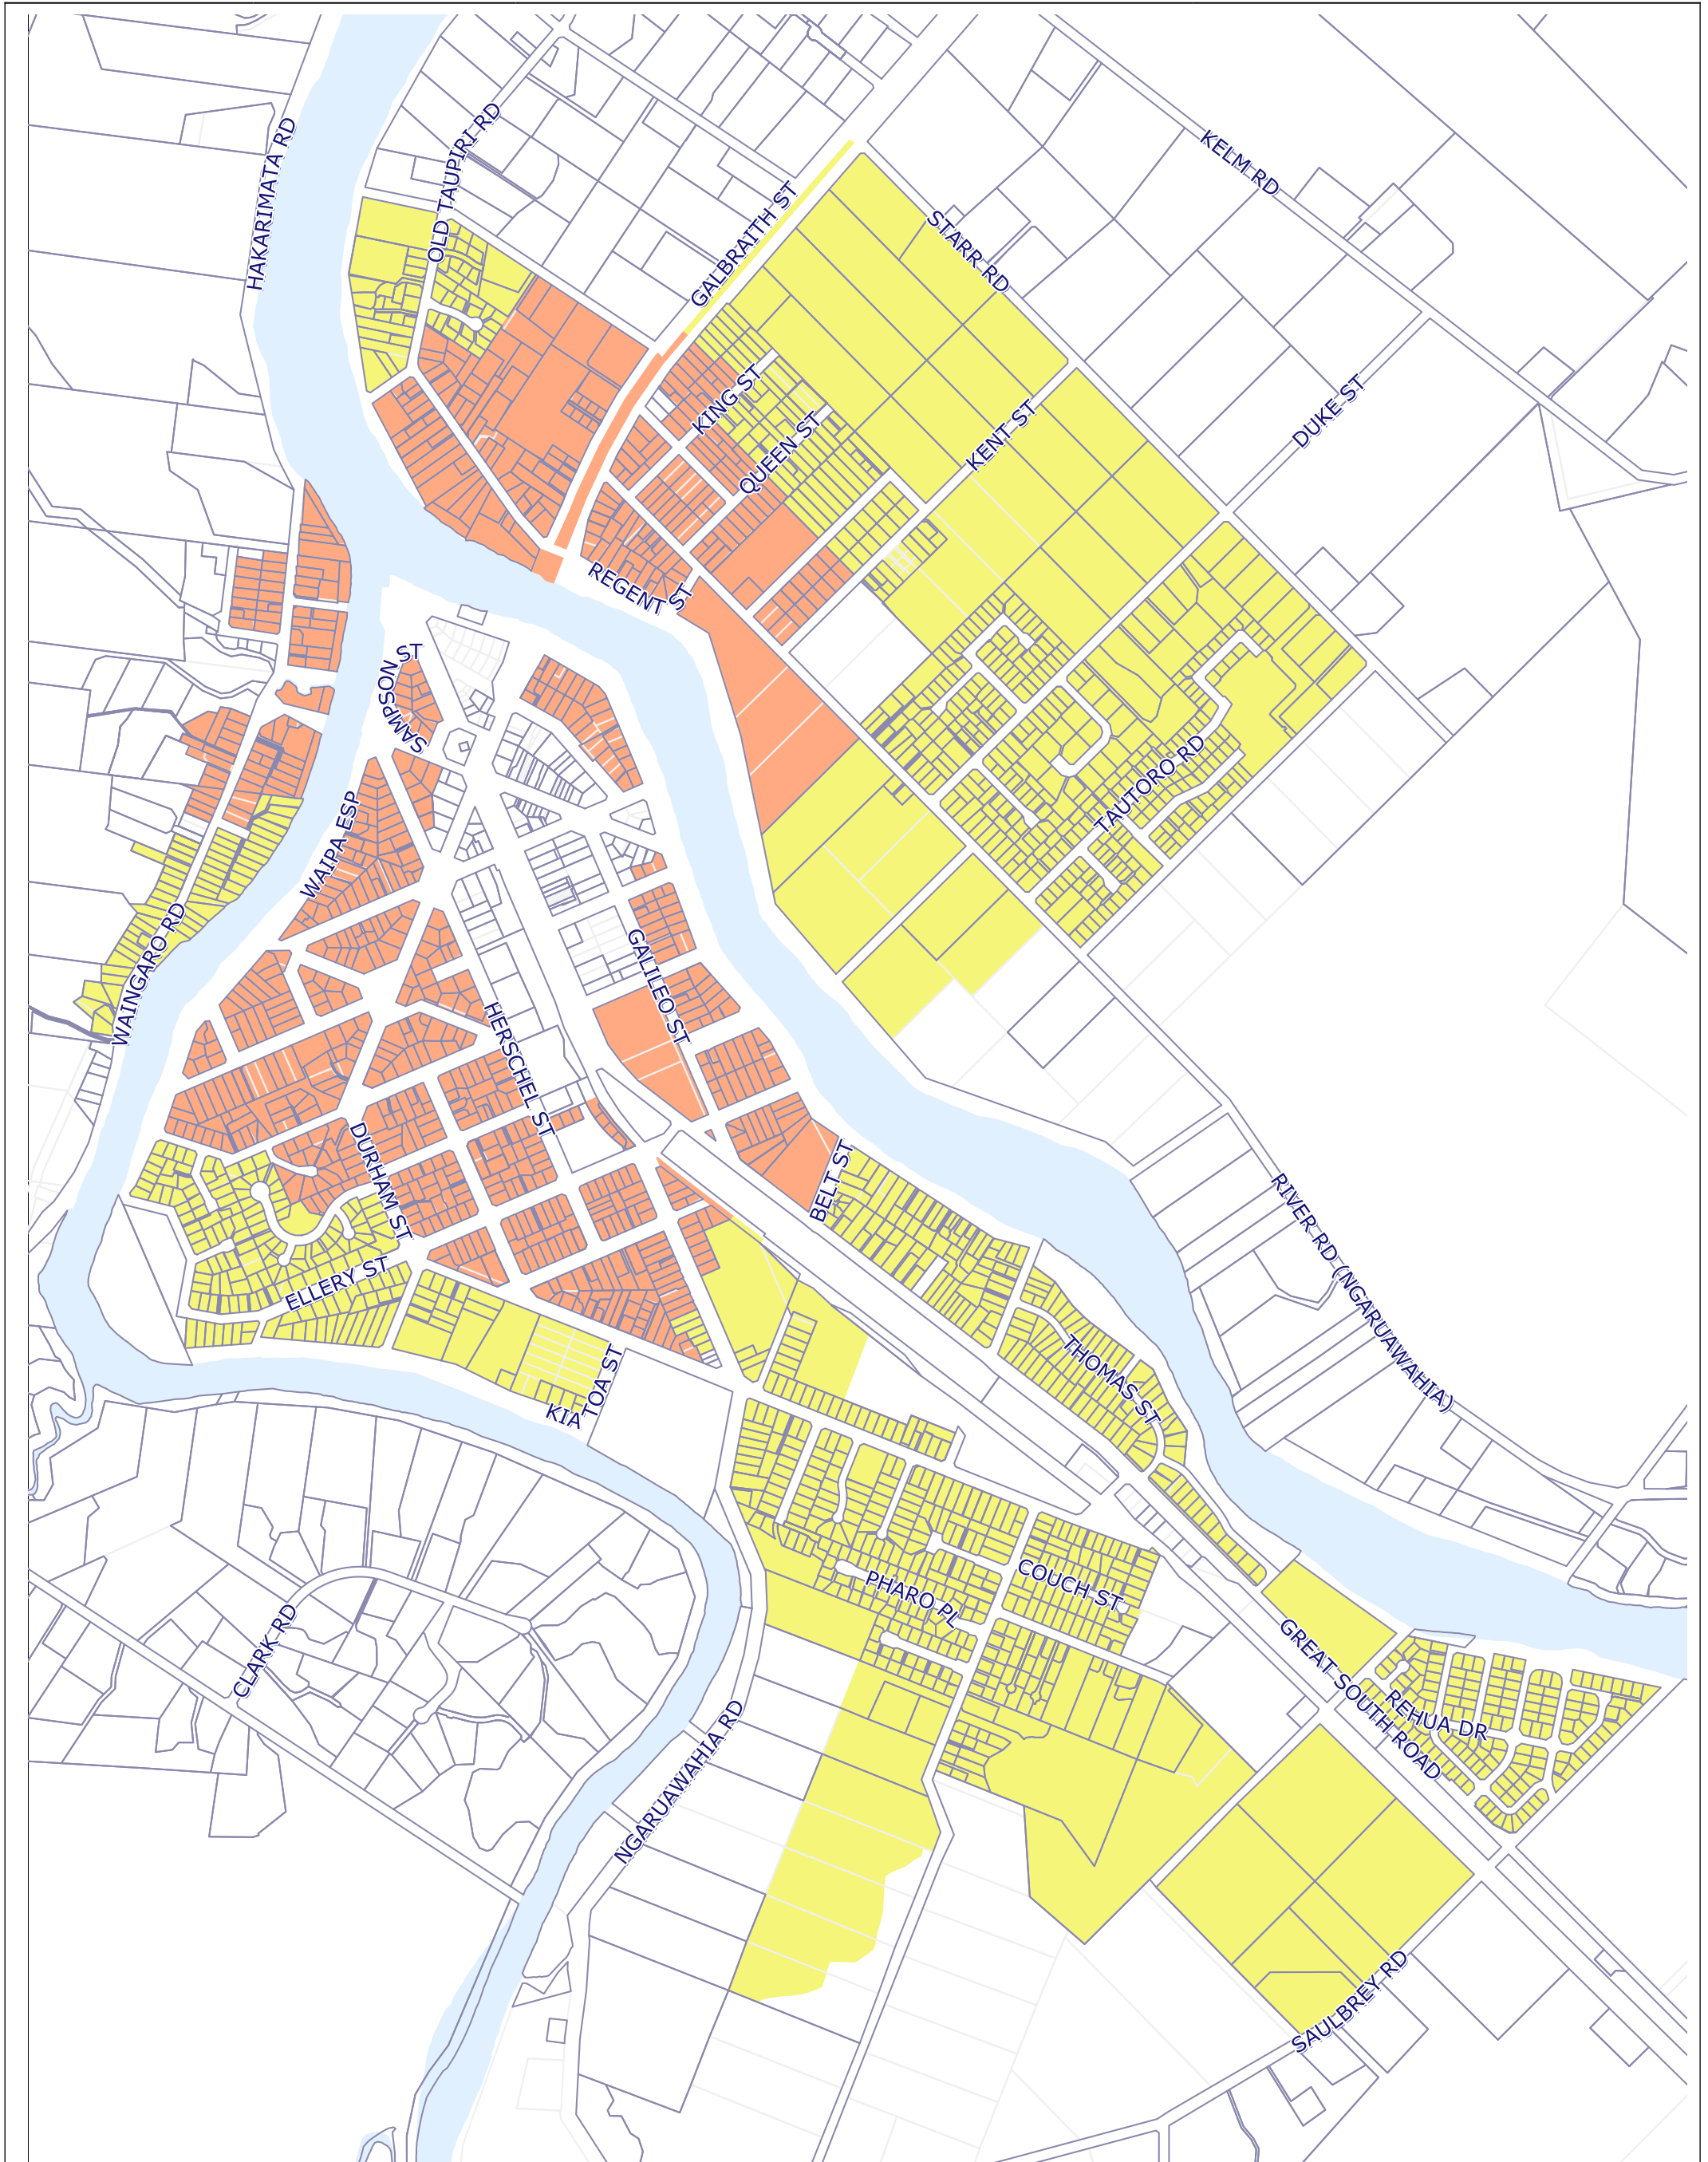 HAKARIMATA RD
OLD TAUPIRI RD
GALBRAITH ST
STARR RD
KELM RD
KING ST
QUEEN ST
KENT ST
DUKE ST
REGENT ST
SAMPSON ST
WAIPA ESP
TAUTORO RD
WAINGARO RD
GALILEO ST
HERSCHEL ST
DURHAM ST
BELT ST
ELLERY ST
RIVER RD (NGARUAWAHIA)
THOMAS ST
KIA TOA ST
COUCH ST
PHARO PL
CLARK RD
GREAT SOUTH ROAD
REHUA DR
NGARUAWAHIA RD
SAULBREY RD